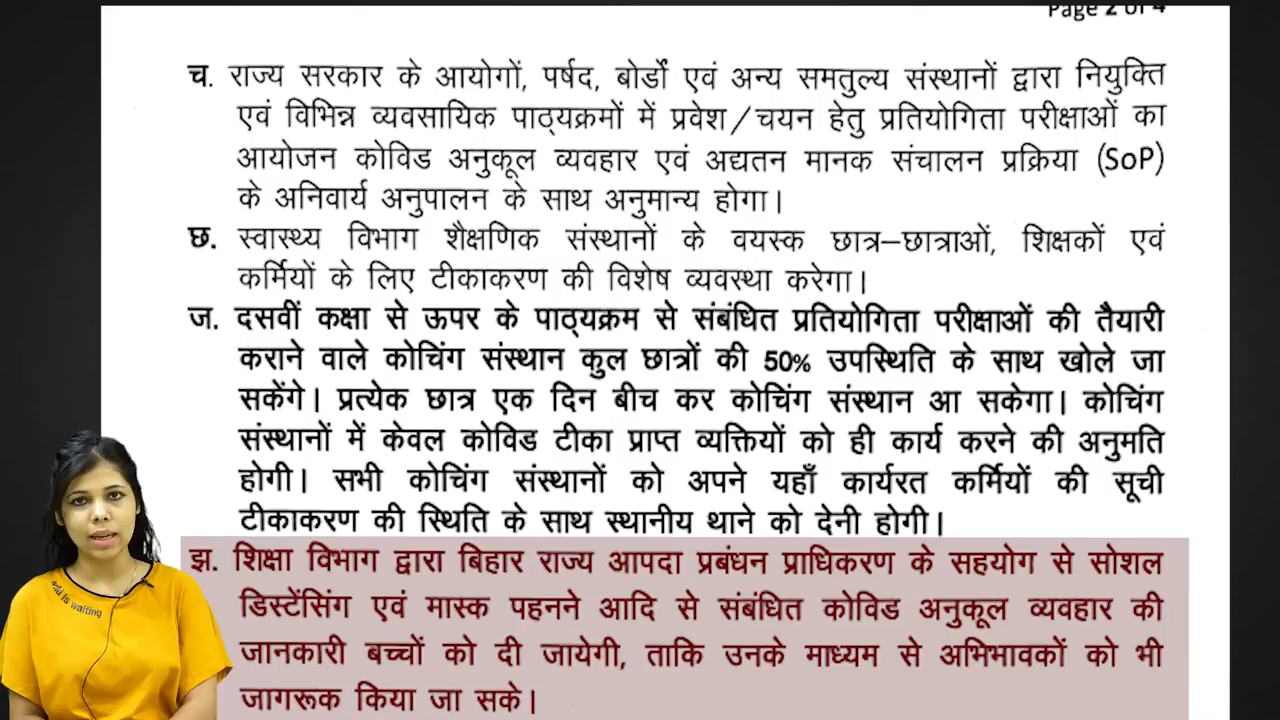 Page 2 of 4
च. राज्य सरकार के आयोगों, पर्षद, बोर्डों एवं अन्य समतुल्य संस्थानों द्वारा नियुक्ति
एवं विभिन्न व्यवसायिक पाठ्यक्रमों में प्रवेश/चयन हेतु प्रतियोगिता परीक्षाओं का
आयोजन कोविड अनुकूल व्यवहार एवं अद्यतन मानक संचालन प्रक्रिया (SoP)
के अनिवार्य अनुपालन के साथ अनुमान्य होगा।
छ. स्वास्थ्य विभाग शैक्षणिक संस्थानों के वयस्क छात्र–छात्राओं, शिक्षकों एवं
कर्मियों के लिए टीकाकरण की विशेष व्यवस्था करेगा।
ज. दसवीं कक्षा से ऊपर के पाठ्यक्रम से संबंधित प्रतियोगिता परीक्षाओं की तैयारी
कराने वाले कोचिंग संस्थान कुल छात्रों की 50% उपस्थिति के साथ खोले जा
सकेंगे। प्रत्येक छात्र एक दिन बीच कर कोचिंग संस्थान आ सकेगा। कोचिंग
संस्थानों में केवल कोविड टीका प्राप्त व्यक्तियों को ही कार्य करने की अनुमति
होगी। सभी कोचिंग संस्थानों को अपने यहाँ कार्यरत कर्मियों की सूची
टीकाकरण की स्थिति के साथ स्थानीय थाने को देनी होगी।
झ. शिक्षा विभाग द्वारा बिहार राज्य आपदा प्रबंधन प्राधिकरण के सहयोग से सोशल
डिस्टेंसिंग एवं मास्क पहनने आदि से संबंधित कोविड अनुकूल व्यवहार की
जानकारी बच्चों को दी जायेगी, ताकि उनके माध्यम से अभिभावकों को भी
जागरूक किया जा सके।
is waiting